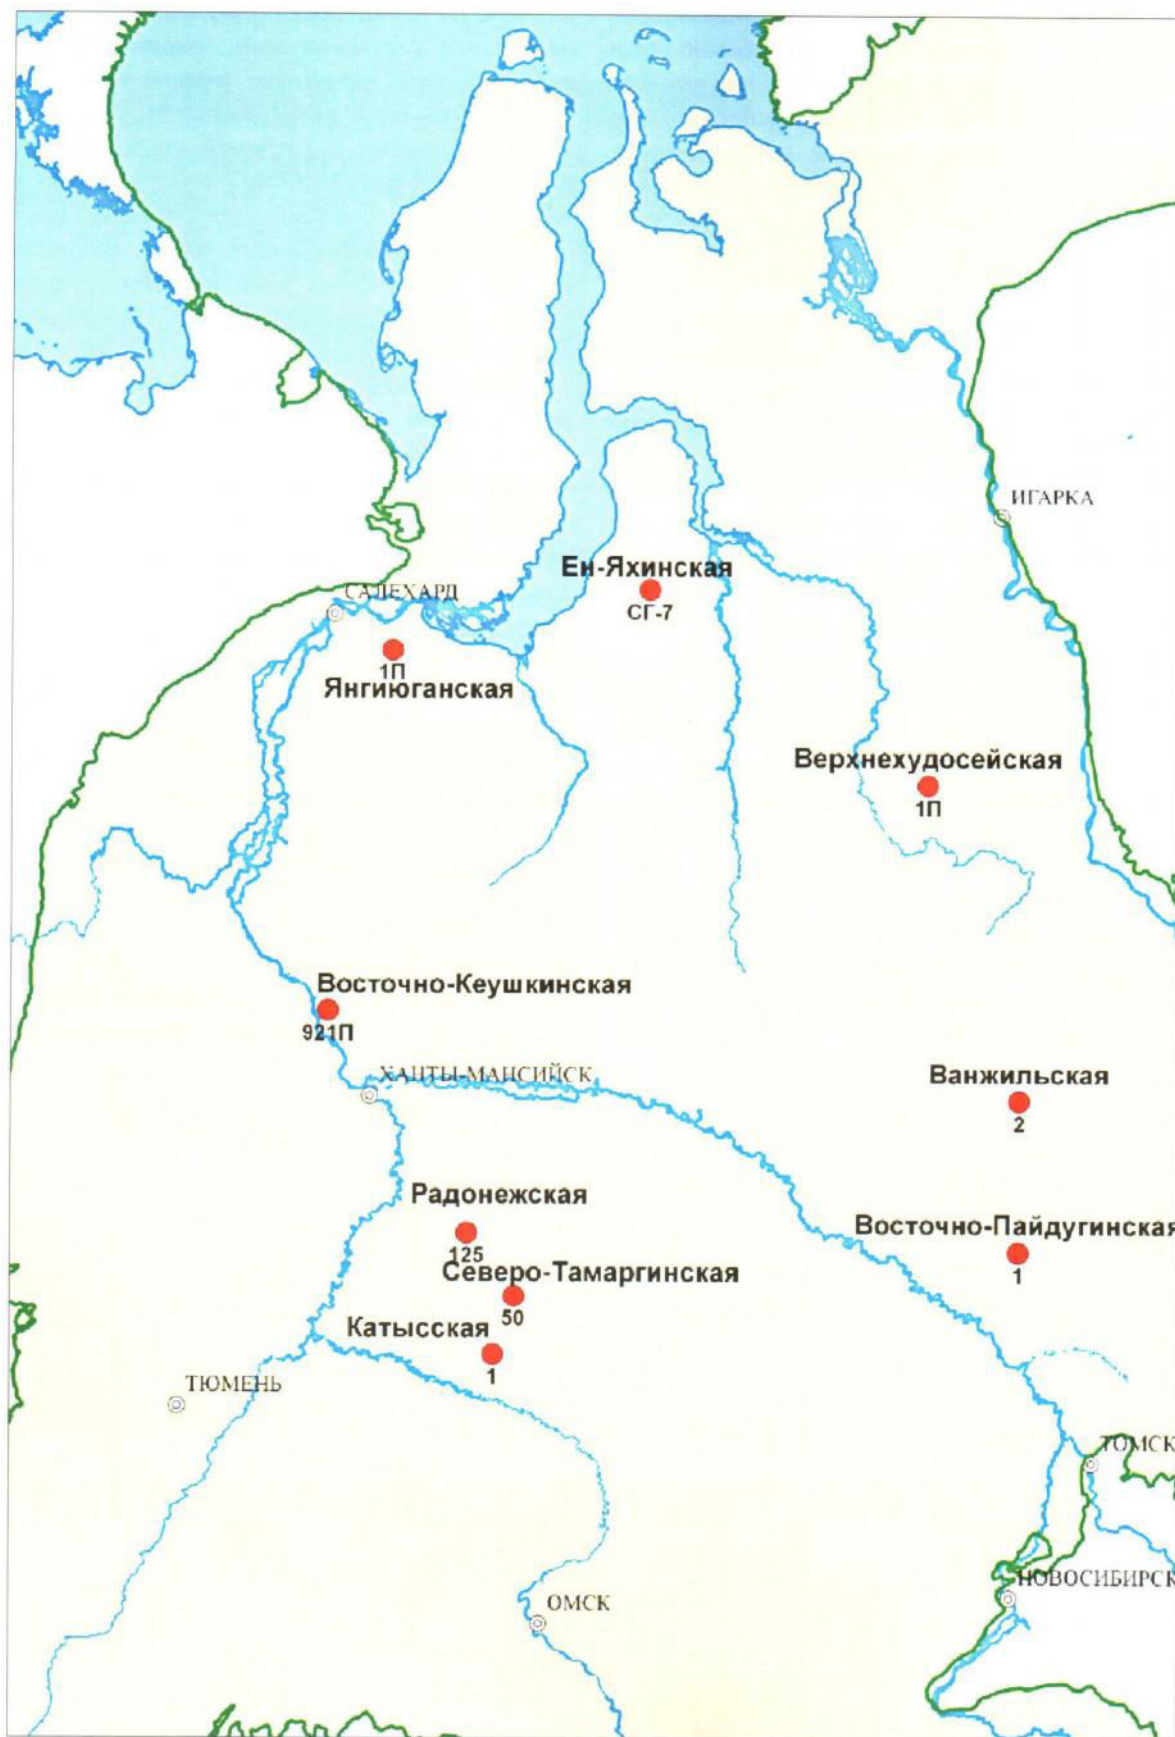 ИГАРКА
Ен-Яхинская
СГ-7
САЛЕХАРД
1П
Янгиюганская
Верхнехудосейская
1П
Восточно-Кеушкинская
921П
ХАНТЫ-МАНСИЙСК
Ванжильская
2
Радонежская
125
Восточно-Пайдугинская
1
Северо-Тамаргинская
50
Катысская
1
ТЮМЕНЬ
ТОМСК
НОВОСИБИРСК
ОМСК